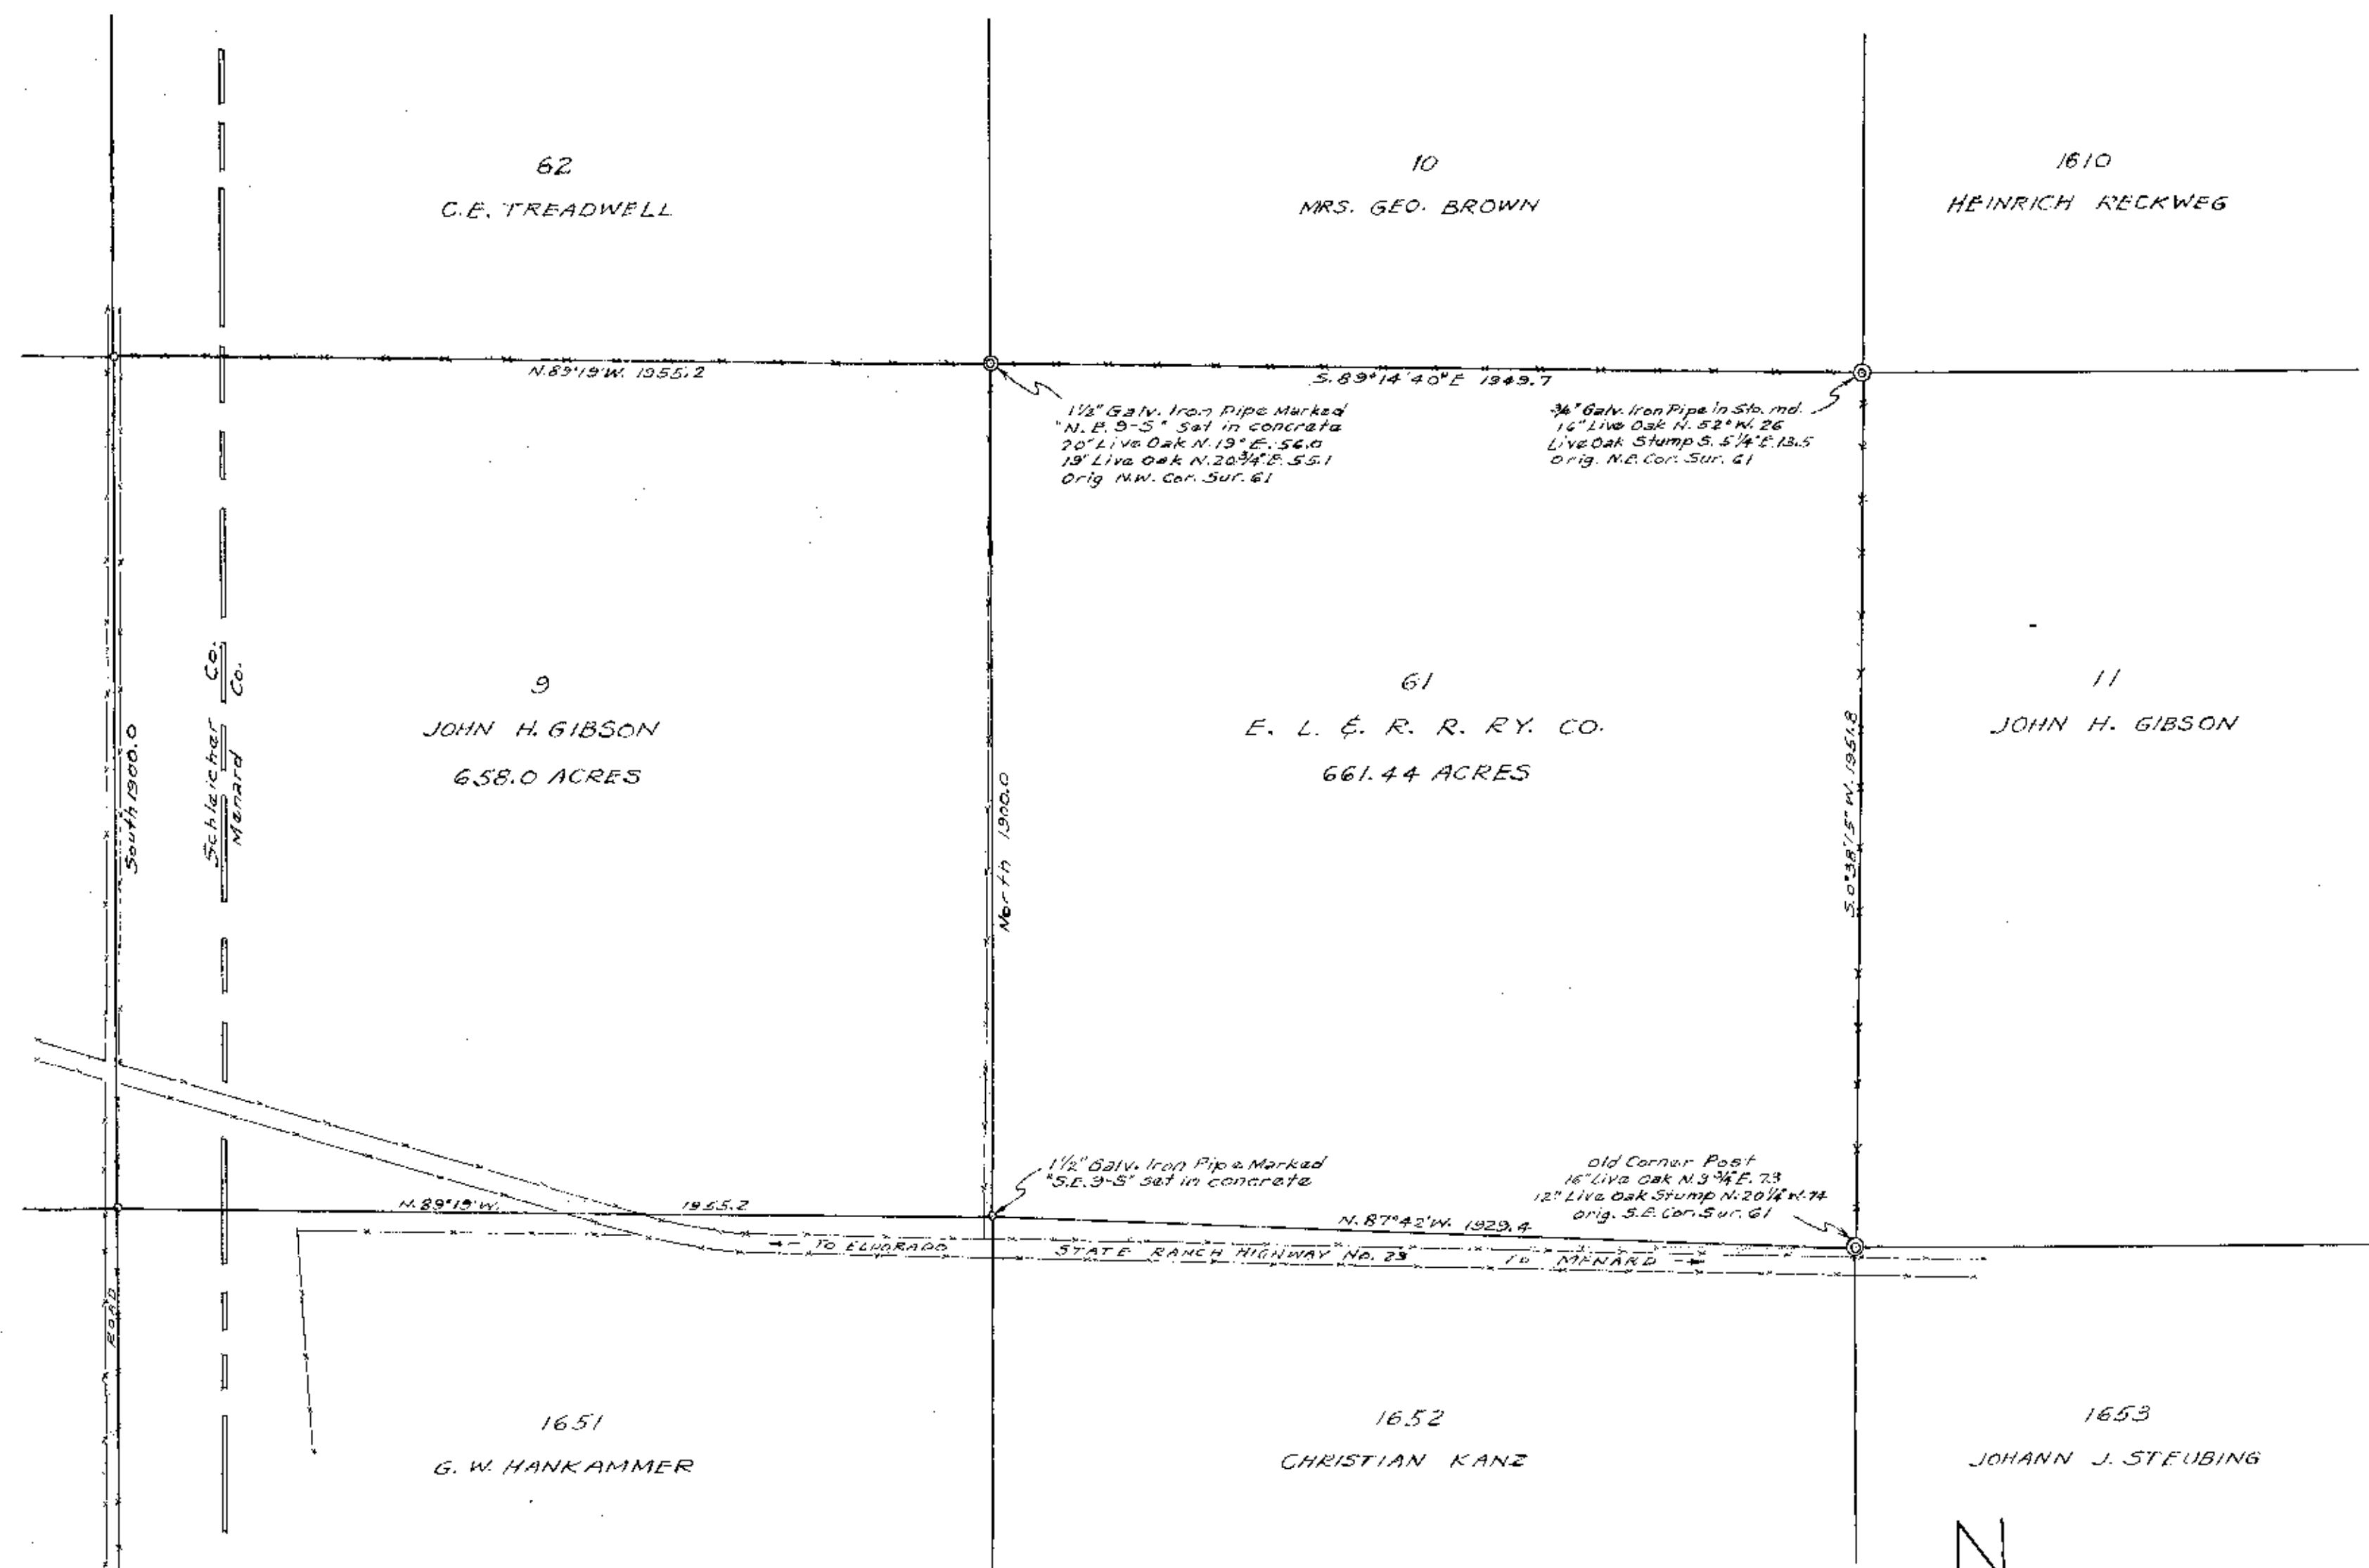 62
C.E. TREADWELL
10
MRS. GEO. BROWN
1610
HEINRICH RECKWEG
N.89°19'W. 1955.2
S.89°14'40"E 1949.7
1½" Galv. Iron Pipe Marked
"N.E. 9-S" Set in concrete
20" Live Oak N.19° E. 56.0
19" Live Oak N.20¾° E. 55.1
Orig N.W. Cor. Sur. 61
¾" Galv. Iron Pipe in Sto. md.
16" Live Oak N. 52° W. 26
Live Oak Stump S. 5¼° E. 13.5
Orig. N.E. Cor. Sur. 61
South 1900.0
Schleicher Co.
Menard Co.
9
JOHN H. GIBSON
658.0 ACRES
North 1900.0
61
E. L. & R. R. RY. CO.
661.44 ACRES
S.0°38'15" W. 1951.8
11
JOHN H. GIBSON
1½" Galv. Iron Pipe Marked
"S.E. 9-S" Set in concrete
Old Corner Post
16" Live Oak N.9¾° E. 73
12" Live Oak Stump N.20¼° W. 74
Orig. S.E. Cor. Sur. 61
N.89°19'W. 1955.2
N.87°42'W. 1929.4
TO ELDORADO
STATE RANCH HIGHWAY No. 29
TO MENARD
ROAD
1651
G. W. HANKAMMER
1652
CHRISTIAN KANZ
1653
JOHANN J. STEUBING
N